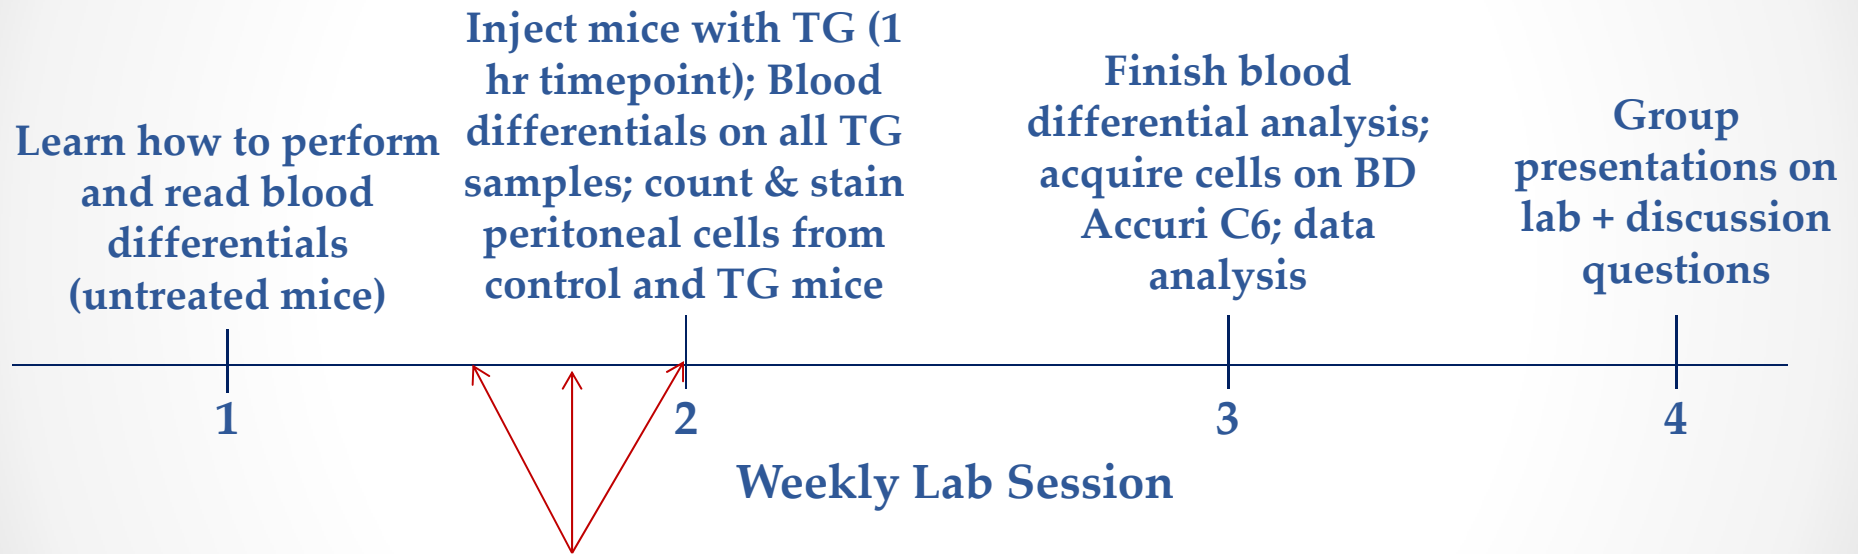 Learn how to perform
and read blood
differentials
(untreated mice)
Inject mice with TG (1
hr timepoint); Blood
differentials on all TG
samples; count & stain
peritoneal cells from
control and TG mice
Finish blood
differential analysis;
acquire cells on BD
Accuri C6; data
analysis
Group
presentations on
lab + discussion
questions
1
2
3
4
Weekly Lab Session